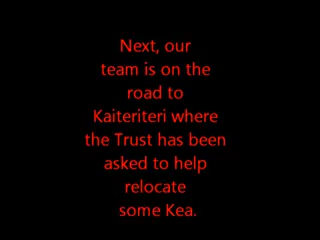 Next, our
team is on the
road to
Kaiteriteri where
the Trust has been
asked to help
relocate
some Kea.